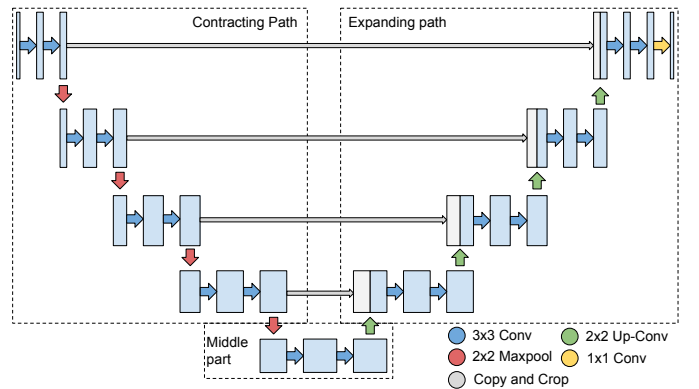 Contracting Path
Expanding path
Middle
part
3x3 Conv
2x2 Up-Conv
2x2 Maxpool
1x1 Conv
Copy and Crop